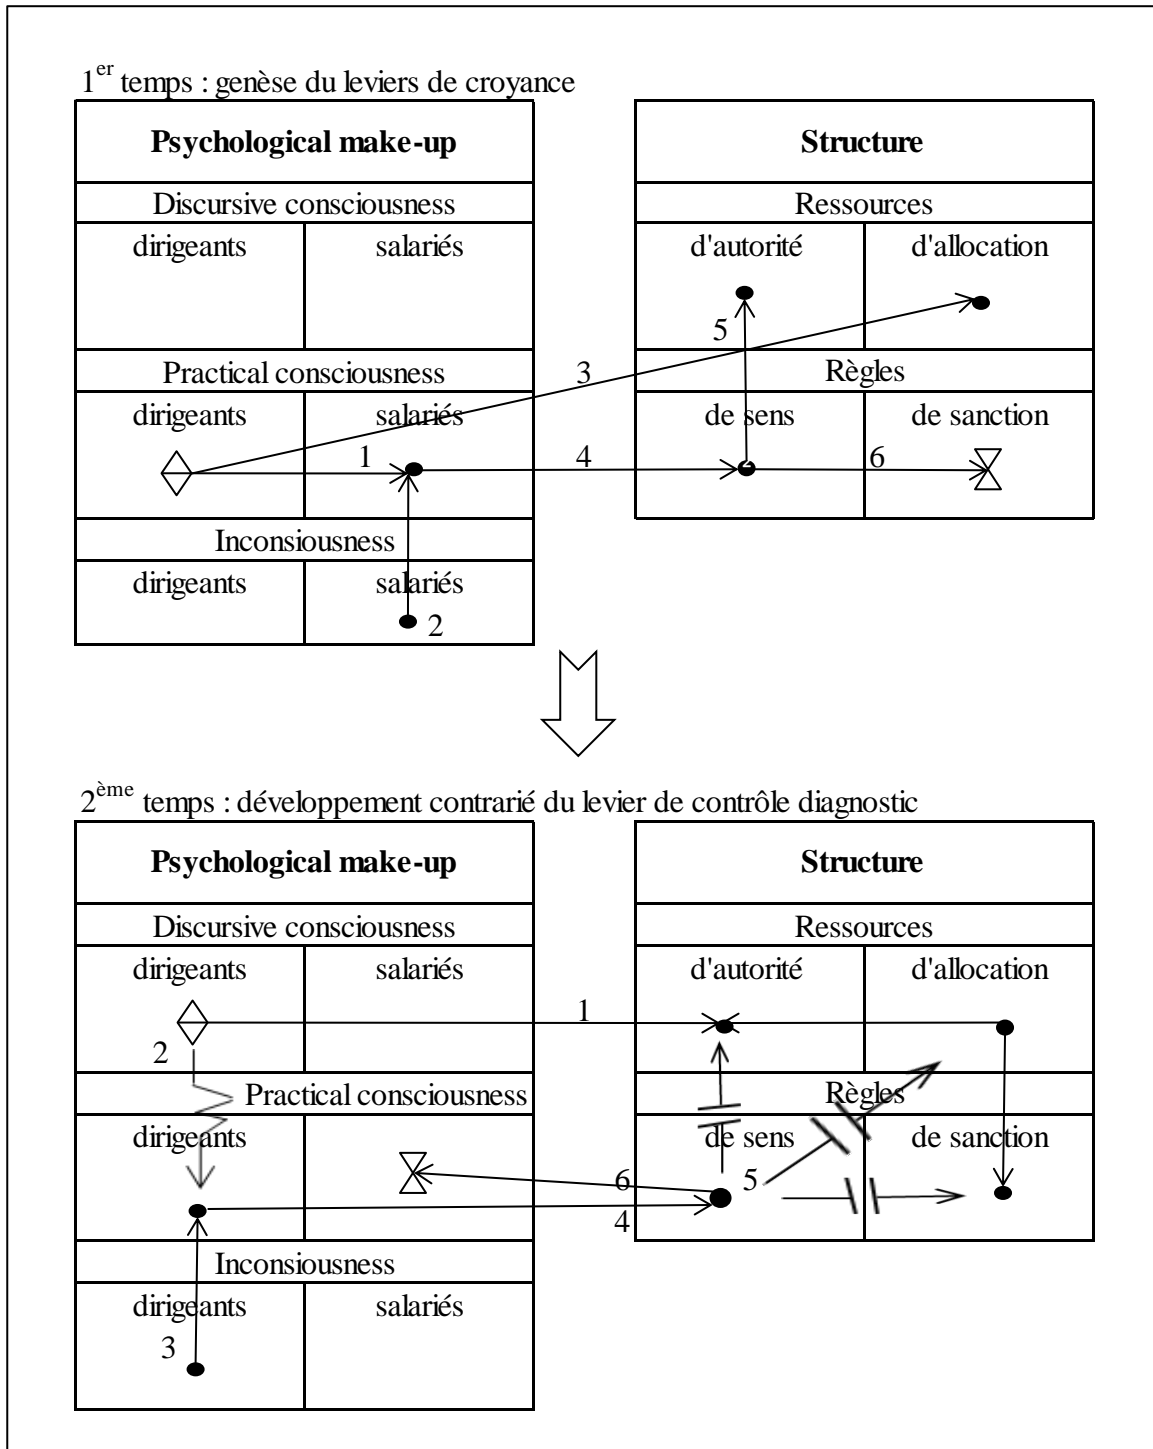 1er temps : genèse du leviers de croyance
Psychological make-up Structure
Discursive consciousness Ressources
dirigeants salariés d'autorité d'allocation
5
Practical consciousness 3 Règles
dirigeants salariés de sens de sanction
1 4 6
Inconsiousness
dirigeants salariés
2
2ème temps : développement contrarié du levier de contrôle diagnostic
Psychological make-up Structure
Discursive consciousness Ressources
dirigeants salariés d'autorité d'allocation
1
2
Practical consciousness Règles
dirigeants de sens de sanction
6 5
4
Inconsiousness
dirigeants salariés
3